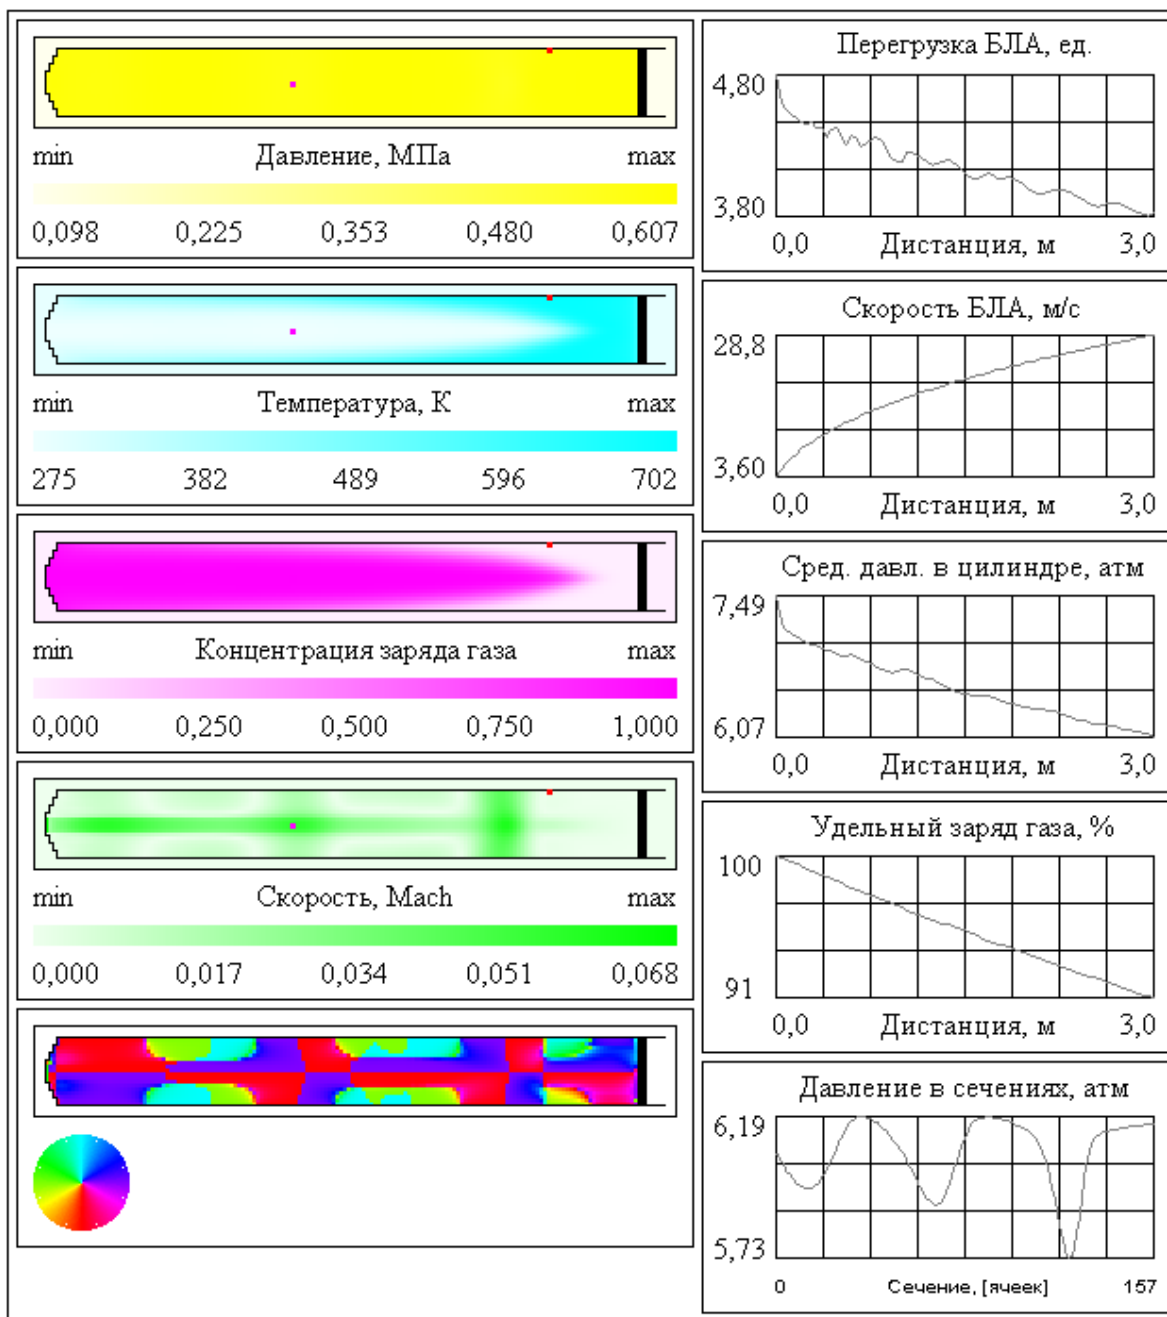 min Давление, МПа max
0,098 0,225 0,353 0,480 0,607
min Температура, К max
275 382 489 596 702
min Концентрация заряда газа max
0,000 0,250 0,500 0,750 1,000
min Скорость, Mach max
0,000 0,017 0,034 0,051 0,068
Перегрузка БЛА, ед.
4,80
3,80
0,0 Дистанция, м 3,0
Скорость БЛА, м/с
28,8
3,60
0,0 Дистанция, м 3,0
Сред. давл. в цилиндре, атм
7,49
6,07
0,0 Дистанция, м 3,0
Удельный заряд газа, %
100
91
0,0 Дистанция, м 3,0
Давление в сечениях, атм
6,19
5,73
0 Сечение, [ячеек] 157